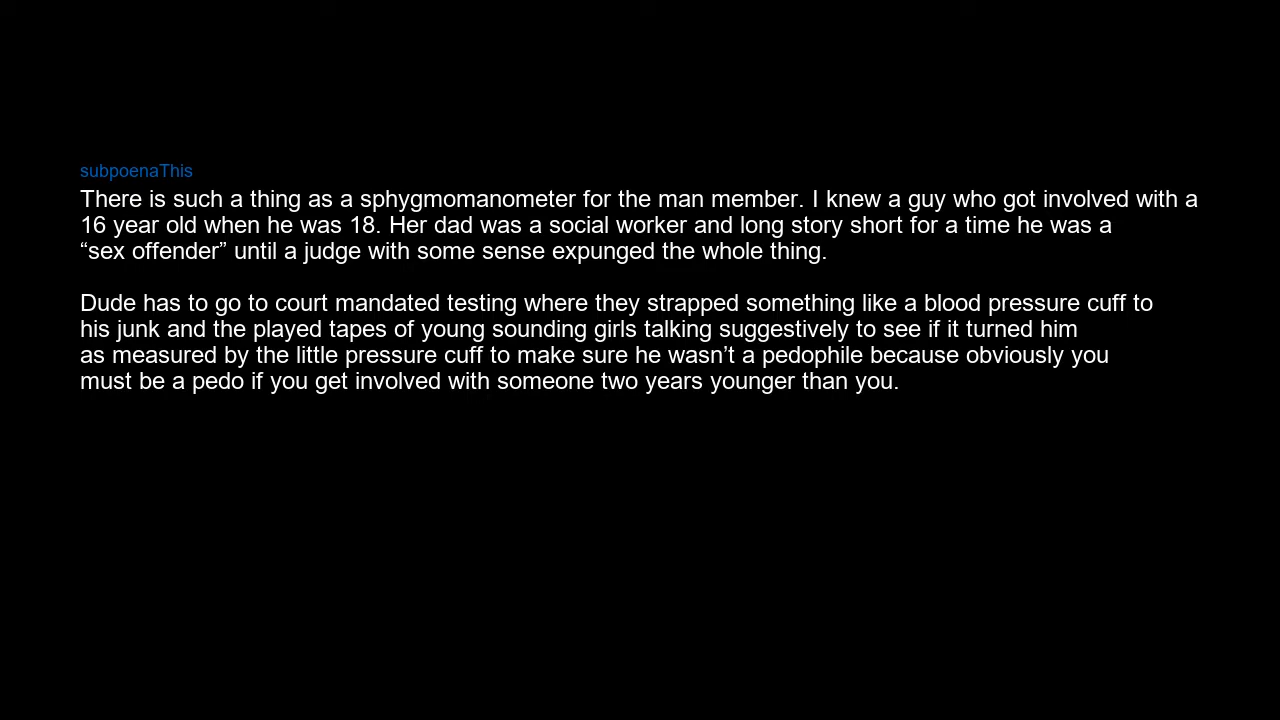 subpoenaThis
There is such a thing as a sphygmomanometer for the man member. I knew a guy who got involved with a
16 year old when he was 18. Her dad was a social worker and long story short for a time he was a
“sex offender” until a judge with some sense expunged the whole thing.
Dude has to go to court mandated testing where they strapped something like a blood pressure cuff to
his junk and the played tapes of young sounding girls talking suggestively to see if it turned him
as measured by the little pressure cuff to make sure he wasn’t a pedophile because obviously you
must be a pedo if you get involved with someone two years younger than you.